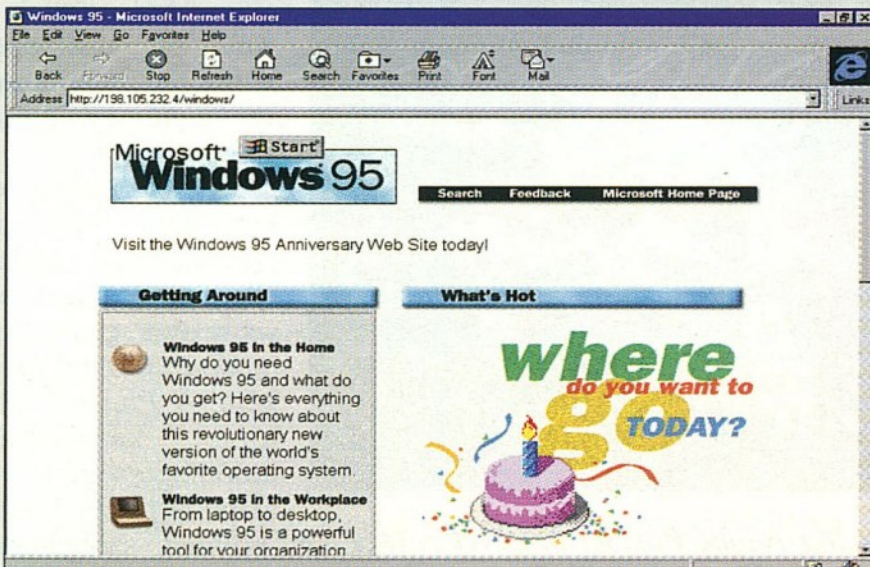 Windows 95 - Microsoft Internet Explorer
File Edit View Go Favorites Help
Back Forward Stop Refresh Home Search Favorites Print Font Mail
Address http://198.105.232.4/windows/ Links
Microsoft Start
Windows 95
Search Feedback Microsoft Home Page
Visit the Windows 95 Anniversary Web Site today!
Getting Around
Windows 95 in the Home
Why do you need
Windows 95 and what do
you get? Here's everything
you need to know about
this revolutionary new
version of the world's
favorite operating system.
Windows 95 in the Workplace
From laptop to desktop,
Windows 95 is a powerful
tool for your organization
What's Hot
where
do you want to
go
TODAY?